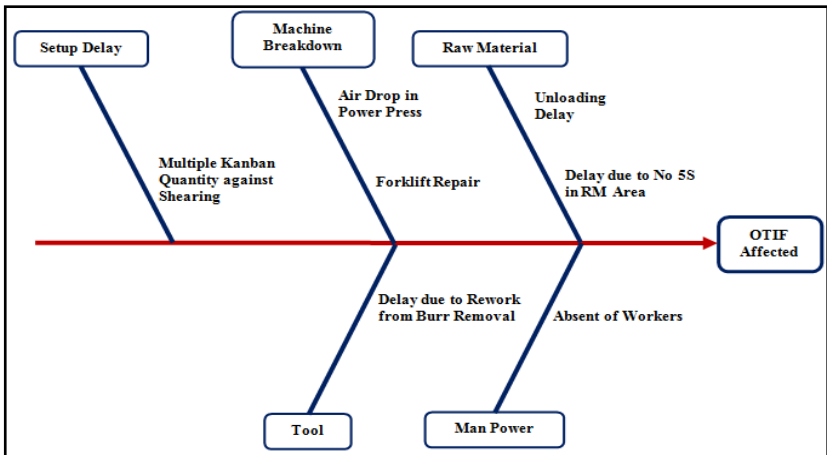 Setup Delay
Machine
Breakdown
Raw Material
Air Drop in
Power Press
Unloading
Delay
Multiple Kanban
Quantity against
Shearing
Forklift Repair
Delay due to No 5S
in RM Area
OTIF
Affected
Delay due to Rework
from Burr Removal
Absent of Workers
Tool
Man Power